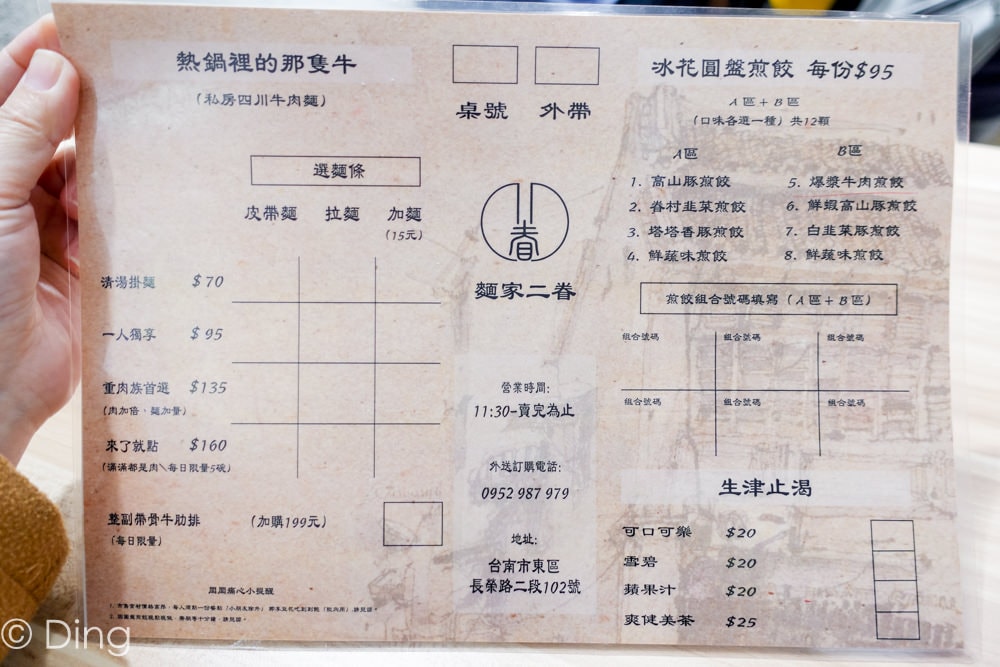 熱鍋裡的那隻牛
(私房四川牛肉麵)
選麵條
皮帶麵 拉麵 加麵
(15元)
清湯掛麵 $70
一人獨享 $95
重肉族首選 $135
(肉加倍、麵加量)
來了就點 $160
(滿滿都是肉\每日限量5碗)
整副帶骨牛肋排 (加購199元)
(每日限量)
桌號 外帶
眷
麵家二眷
營業時間:
11:30-賣完為止
外送訂購電話:
0952 987 979
地址:
台南市東區
長榮路二段102號
冰花圓盤煎餃 每份$95
A區+B區
(口味各選一種)共12顆
A區 B區
1. 高山豚煎餃 5. 爆漿牛肉煎餃
2. 眷村韭菜煎餃 6. 鮮蝦高山豚煎餃
3. 塔塔香豚煎餃 7. 白韭菜豚煎餃
4. 鮮蔬味煎餃 8. 鮮蔬味煎餃
煎餃組合號碼填寫(A區+B區)
組合號碼 組合號碼 組合號碼
組合號碼 組合號碼 組合號碼
生津止渴
可口可樂 $20
雪碧 $20
蘋果汁 $20
爽健美茶 $25
© Ding